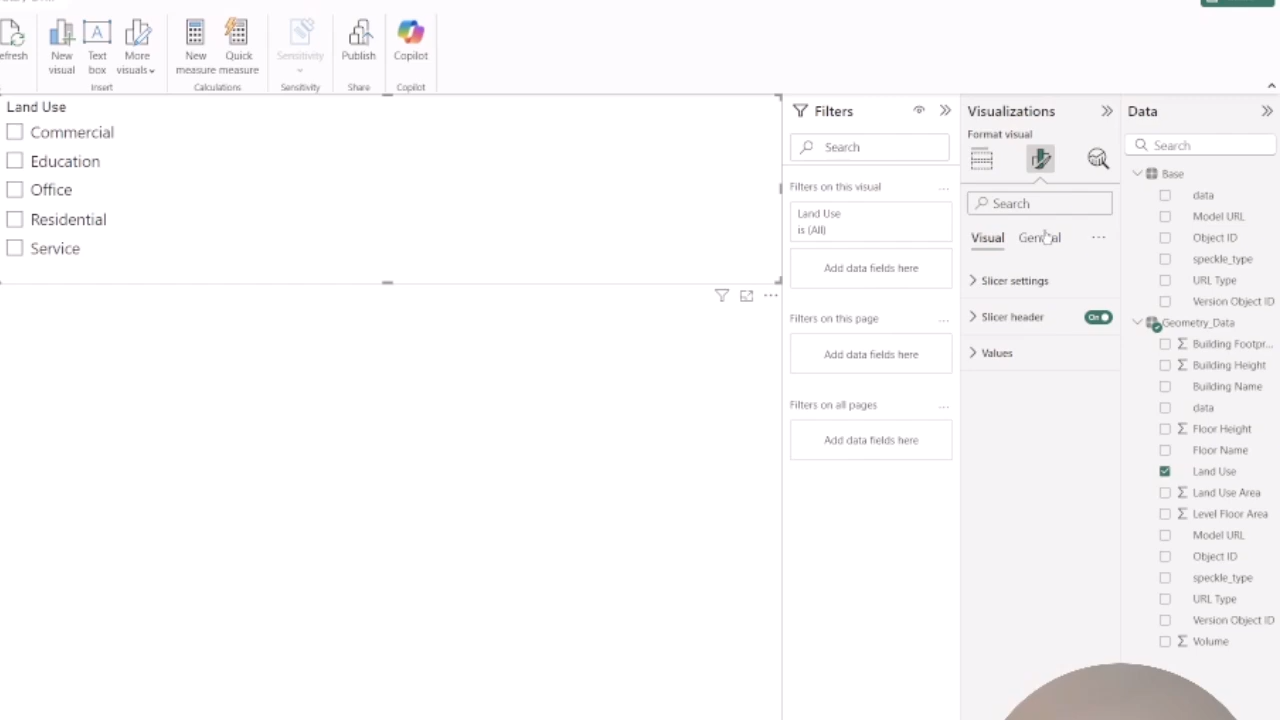 New visual
Text box
More visuals
New measure
Quick measure
Sensitivity
Publish
Copilot
Insert
Calculations
Sensitivity
Share
Copilot
Land Use
Commercial
Education
Office
Residential
Service
Filters
Search
Filters on this visual
...
Land Use
is (All)
Add data fields here
Filters on this page
...
Add data fields here
Filters on all pages
...
Add data fields here
Visualizations
Format visual
Search
Visual
General
...
Slicer settings
Slicer header
On
Values
Data
Search
Base
data
Model URL
Object ID
speckle_type
URL Type
Version Object ID
Geometry_Data
Σ Building Footpr...
Σ Building Height
Building Name
data
Σ Floor Height
Floor Name
Land Use
Σ Land Use Area
Σ Level Floor Area
Model URL
Object ID
speckle_type
URL Type
Version Object ID
Σ Volume